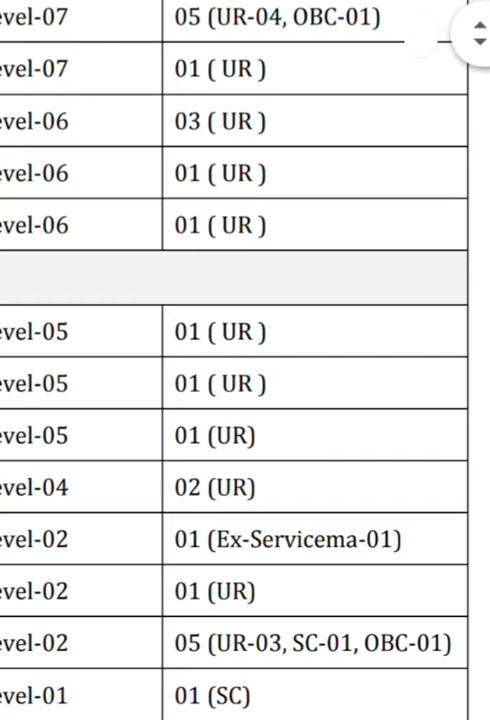 evel-07 05 (UR-04, OBC-01)
evel-07 01 ( UR )
evel-06 03 ( UR )
evel-06 01 ( UR )
evel-06 01 ( UR )
evel-05 01 ( UR )
evel-05 01 ( UR )
evel-05 01 (UR)
evel-04 02 (UR)
evel-02 01 (Ex-Servicema-01)
evel-02 01 (UR)
evel-02 05 (UR-03, SC-01, OBC-01)
evel-01 01 (SC)